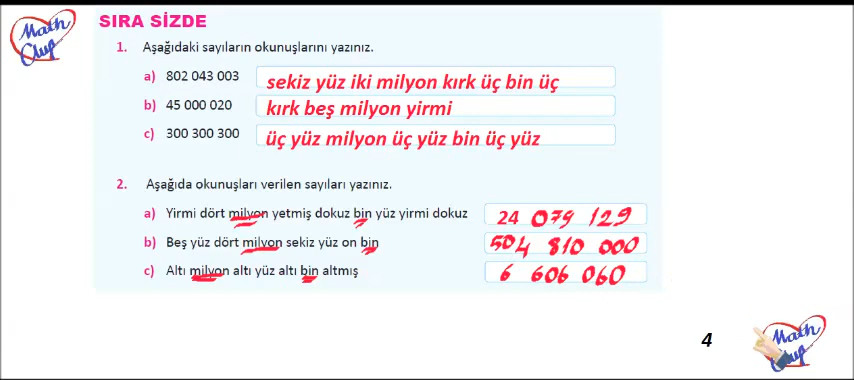 Math
Clup
SIRA SİZDE
1. Aşağıdaki sayıların okunuşlarını yazınız.
a) 802 043 003 sekiz yüz iki milyon kırk üç bin üç
b) 45 000 020 kırk beş milyon yirmi
c) 300 300 300 üç yüz milyon üç yüz bin üç yüz
2. Aşağıda okunuşları verilen sayıları yazınız.
a) Yirmi dört milyon yetmiş dokuz bin yüz yirmi dokuz 24 079 129
b) Beş yüz dört milyon sekiz yüz on bin 504 810 000
c) Altı milyon altı yüz altı bin altmış 6 606 060
4
Math
Clup